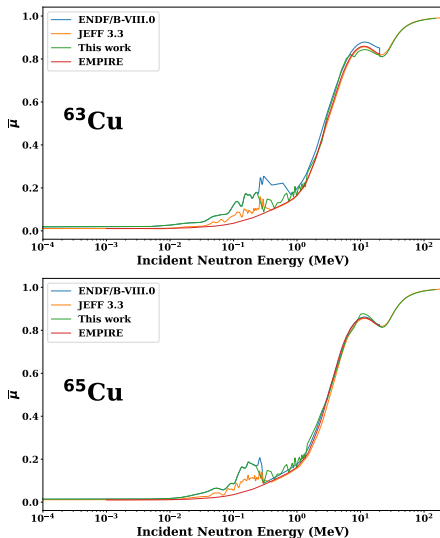 ENDF/B-VIII.0
JEFF 3.3
This work
EMPIRE
⁶³Cu
μ̅
1.0
0.8
0.6
0.4
0.2
0.0
10⁻⁴ 10⁻³ 10⁻² 10⁻¹ 10⁰ 10¹ 10²
Incident Neutron Energy (MeV)
ENDF/B-VIII.0
JEFF 3.3
This work
EMPIRE
⁶⁵Cu
μ̅
1.0
0.8
0.6
0.4
0.2
0.0
10⁻⁴ 10⁻³ 10⁻² 10⁻¹ 10⁰ 10¹ 10²
Incident Neutron Energy (MeV)